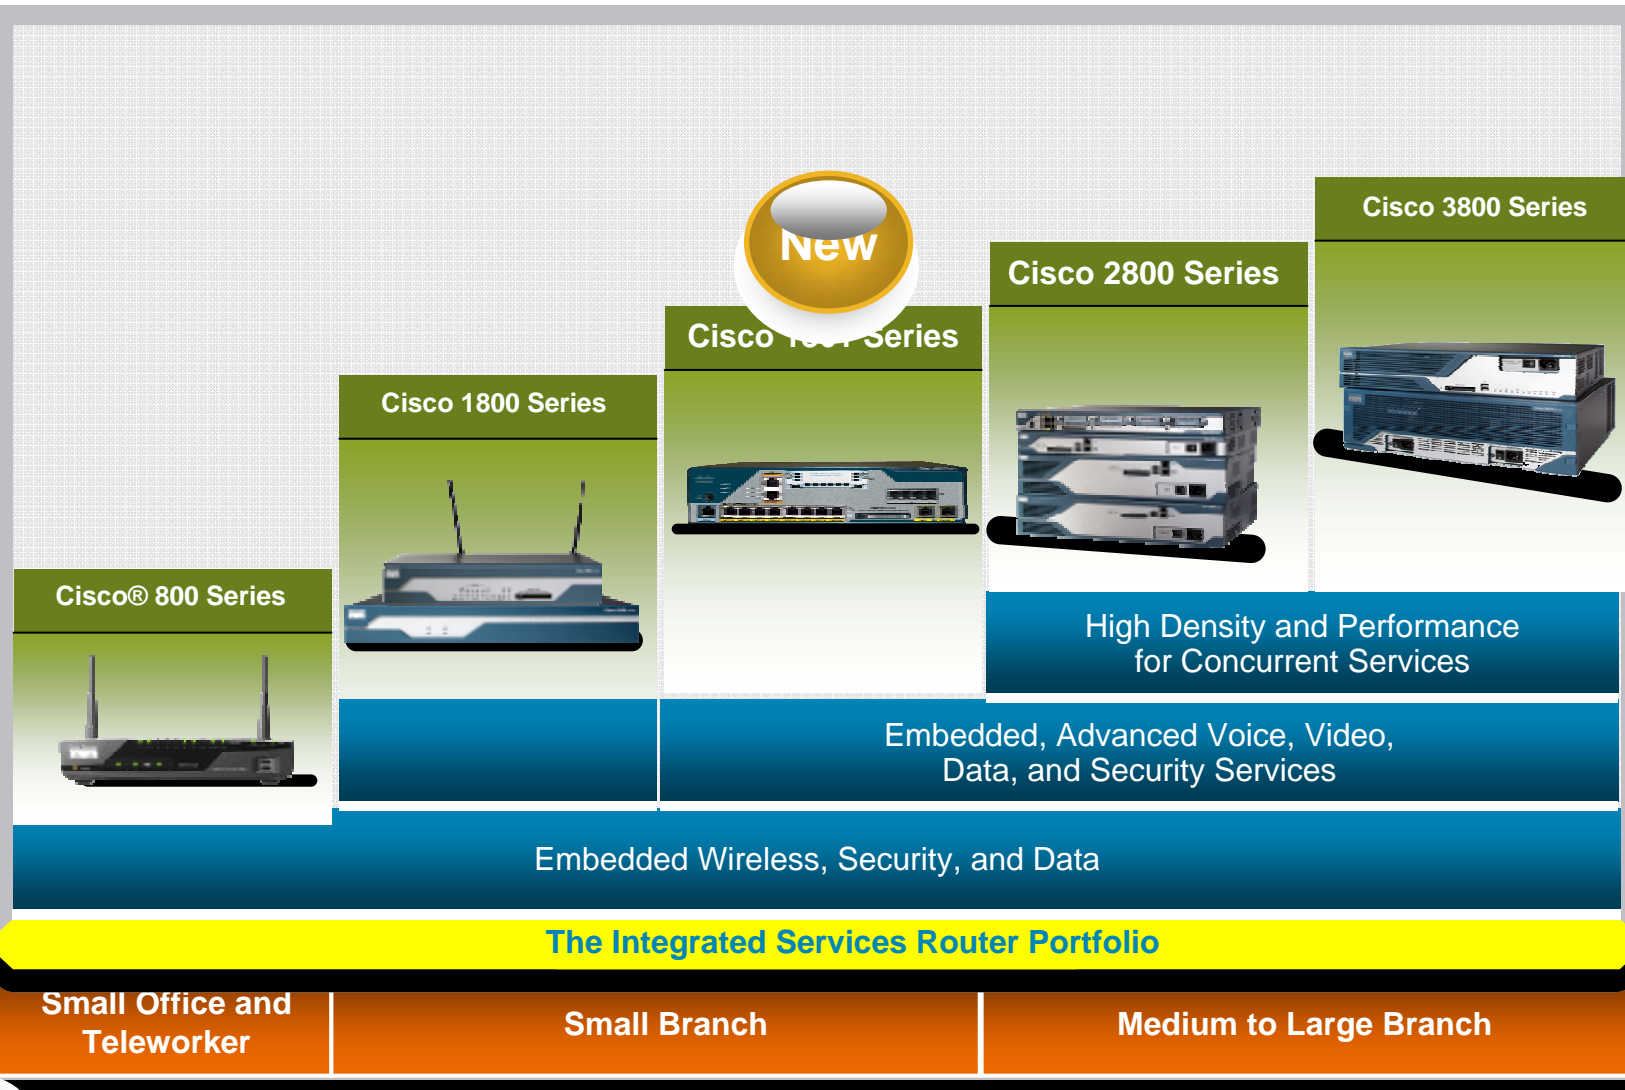 New
Cisco 3800 Series
Cisco 2800 Series
Cisco Series
Cisco 1800 Series
Cisco® 800 Series
High Density and Performance
for Concurrent Services
Embedded, Advanced Voice, Video,
Data, and Security Services
Embedded Wireless, Security, and Data
The Integrated Services Router Portfolio
Small Office and
Teleworker
Small Branch
Medium to Large Branch